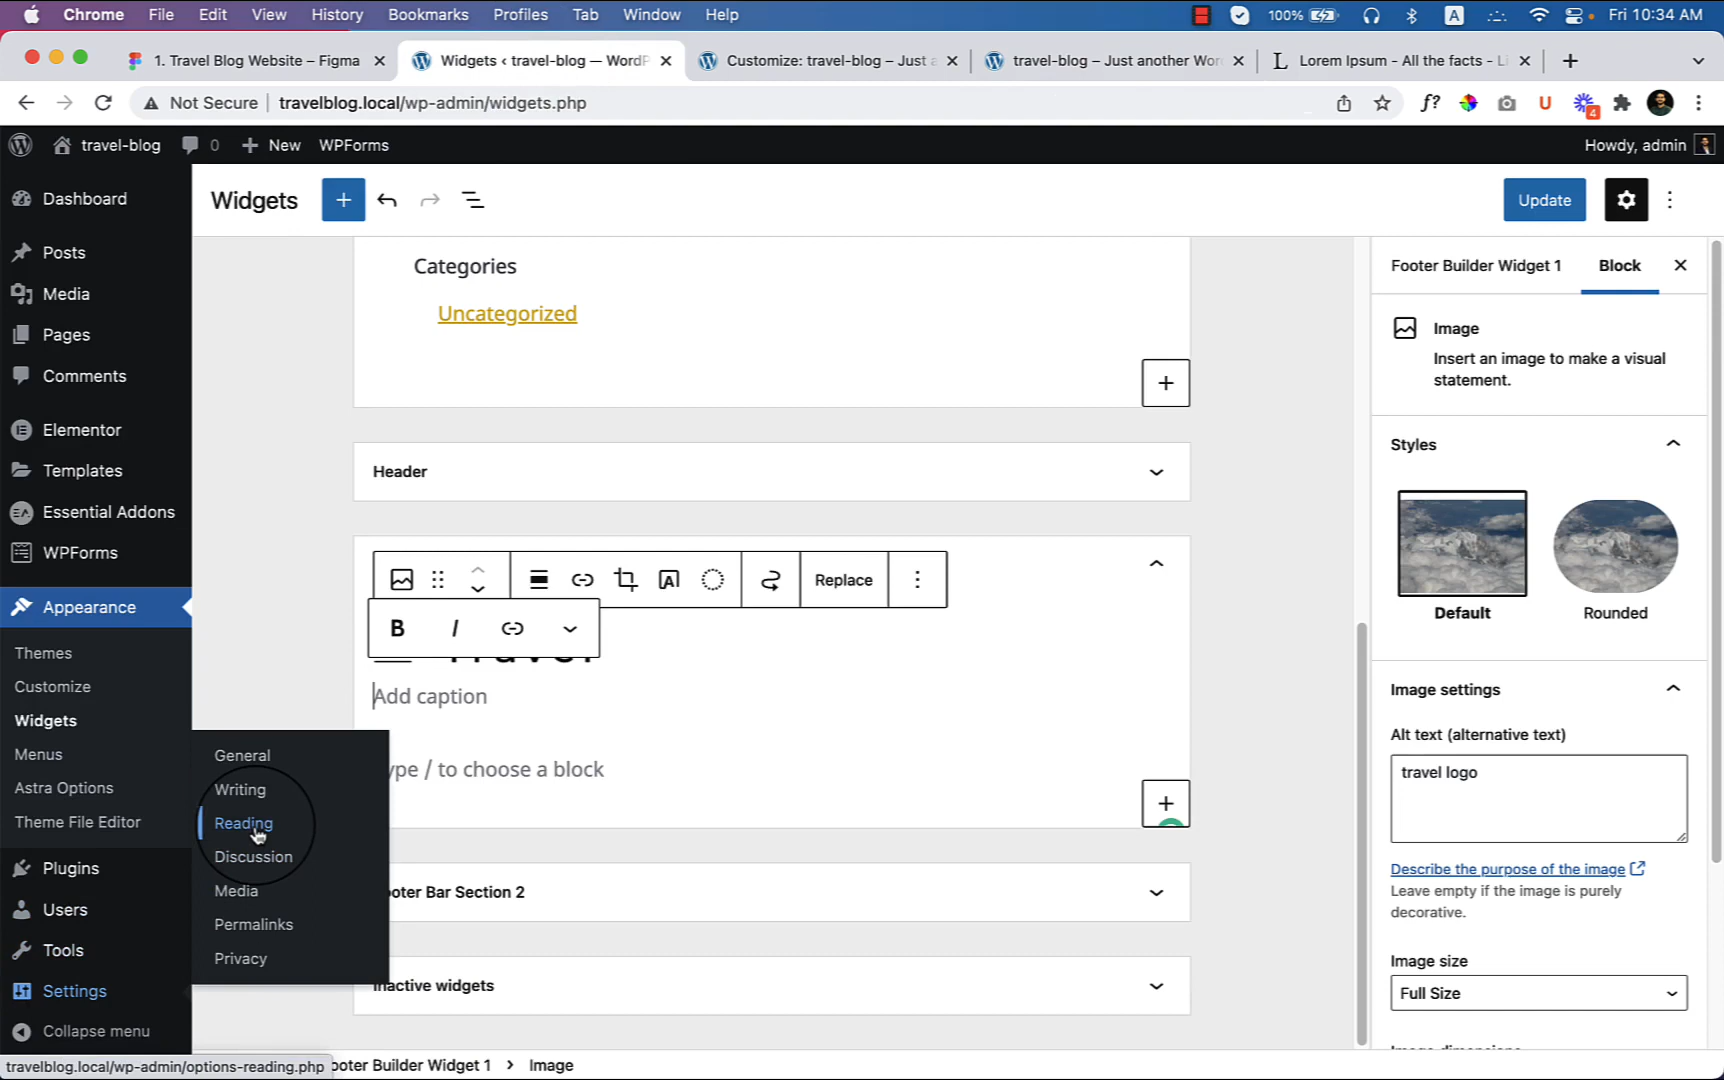 Chrome File Edit View History Bookmarks Profiles Tab Window Help 100% A Fri 10:34 AM
1. Travel Blog Website – Figma Widgets ‹ travel-blog — WordP Customize: travel-blog – Just a travel-blog – Just another Wor L Lorem Ipsum - All the facts - Li
Not Secure travelblog.local/wp-admin/widgets.php f? U 4
travel-blog 0 New WPForms Howdy, admin
Dashboard
Posts
Media
Pages
Comments
Elementor
Templates
Essential Addons
WPForms
Appearance
Themes
Customize
Widgets
Menus
Astra Options
Theme File Editor
Plugins
Users
Tools
Settings
Collapse menu
General
Writing
Reading
Discussion
Media
Permalinks
Privacy
Widgets
Update
Categories
Uncategorized
Header
Replace
B I
Travel
Add caption
ype / to choose a block
ooter Bar Section 2
Inactive widgets
Footer Builder Widget 1 Block
Image
Insert an image to make a visual
statement.
Styles
Default Rounded
Image settings
Alt text (alternative text)
travel logo
Describe the purpose of the image
Leave empty if the image is purely
decorative.
Image size
Full Size
travelblog.local/wp-admin/options-reading.php
ooter Builder Widget 1 › Image